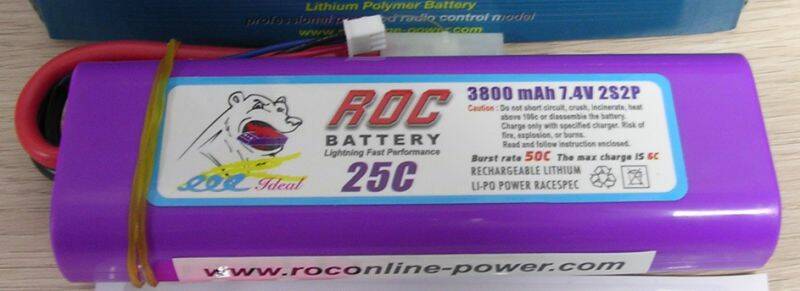 Lithium Polymer Battery
ROC
BATTERY
Lightning Fast Performance
25C
Ideal
3800 mAh 7.4V 2S2P
Caution : Do not short circuit, crush, incinerate, heat
above 100c or disassemble the battery.
Charge only with specified charger. Risk of
fire, explosion, or burns.
Read and follow instruction enclosed.
Burst rate 50C The max charge IS 6C
RECHARGEABLE LITHIUM
LI-PO POWER RACESPEC
www.roconline-power.com